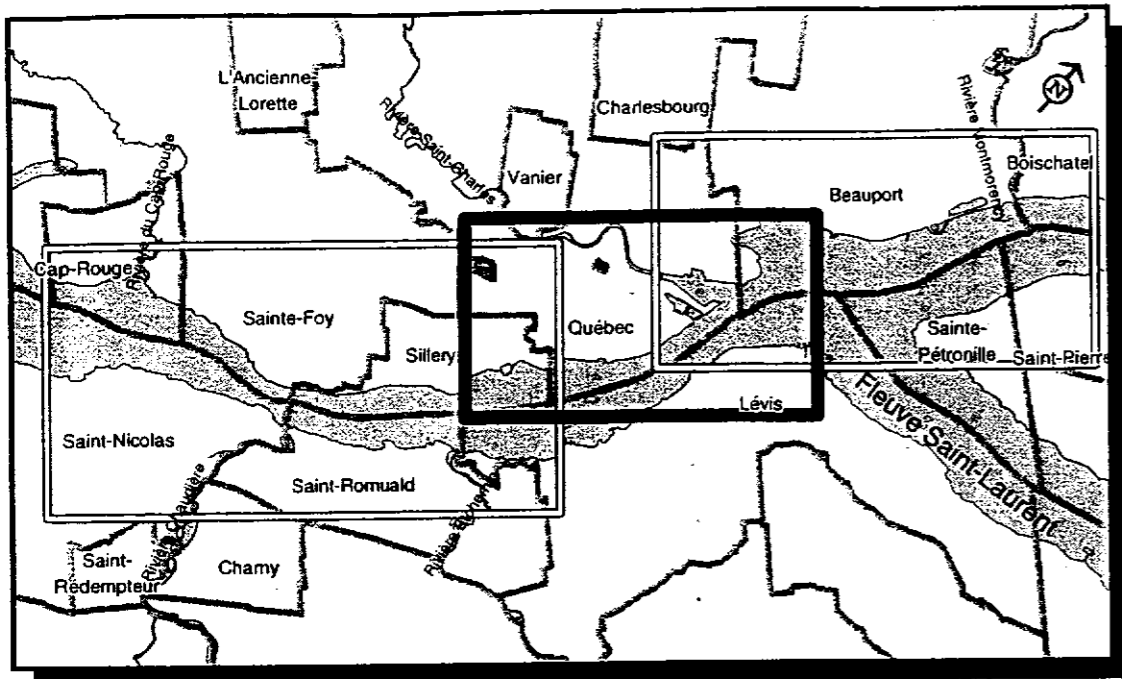 L'Ancienne
Lorette
Rivière Saint-Charles
Charlesbourg
Rivière Montmorency
N
Boischatel
Vanier
Beauport
Rivière du Cap-Rouge
Cap-Rouge
Sainte-Foy
Sillery
Québec
Sainte-
Pétronille
Saint-Pierre
Lévis
Fleuve Saint-Laurent
Saint-Nicolas
Saint-Romuald
Rivière Chaudière
Saint-
Rédempteur
Charny